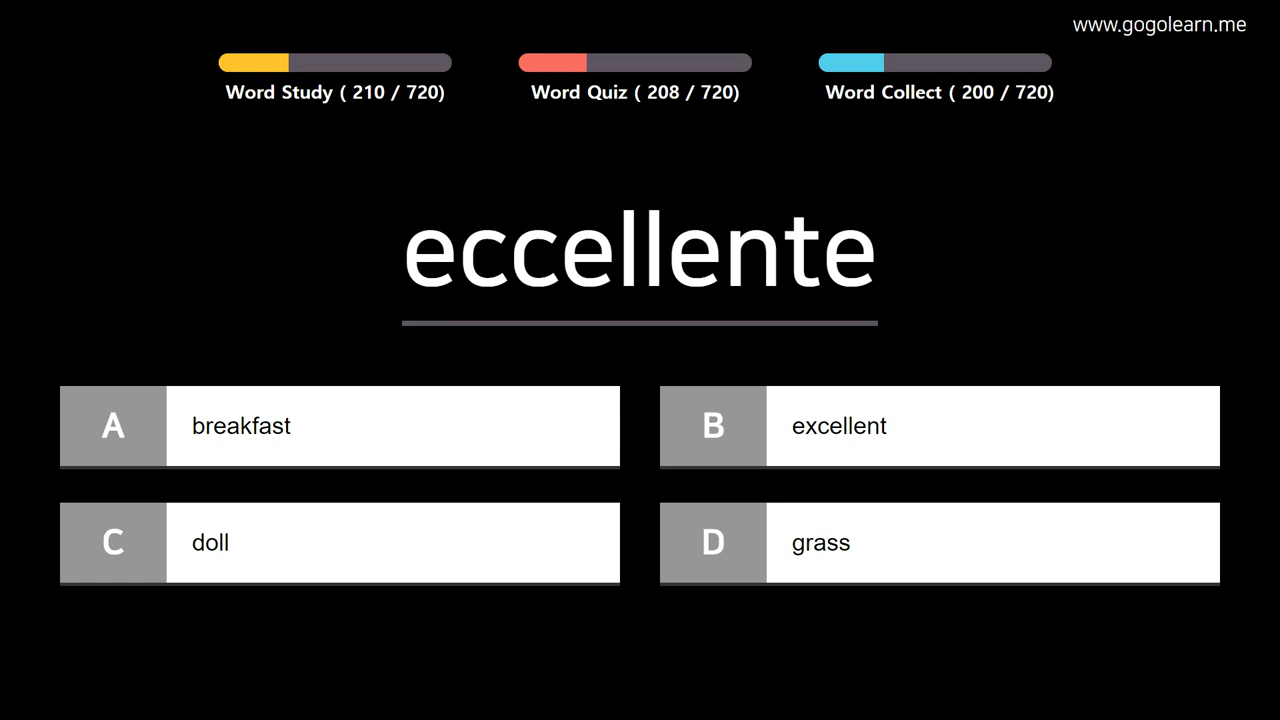 www.gogolearn.me
Word Study ( 210 / 720)
Word Quiz ( 208 / 720)
Word Collect ( 200 / 720)
eccellente
A breakfast
B excellent
C doll
D grass